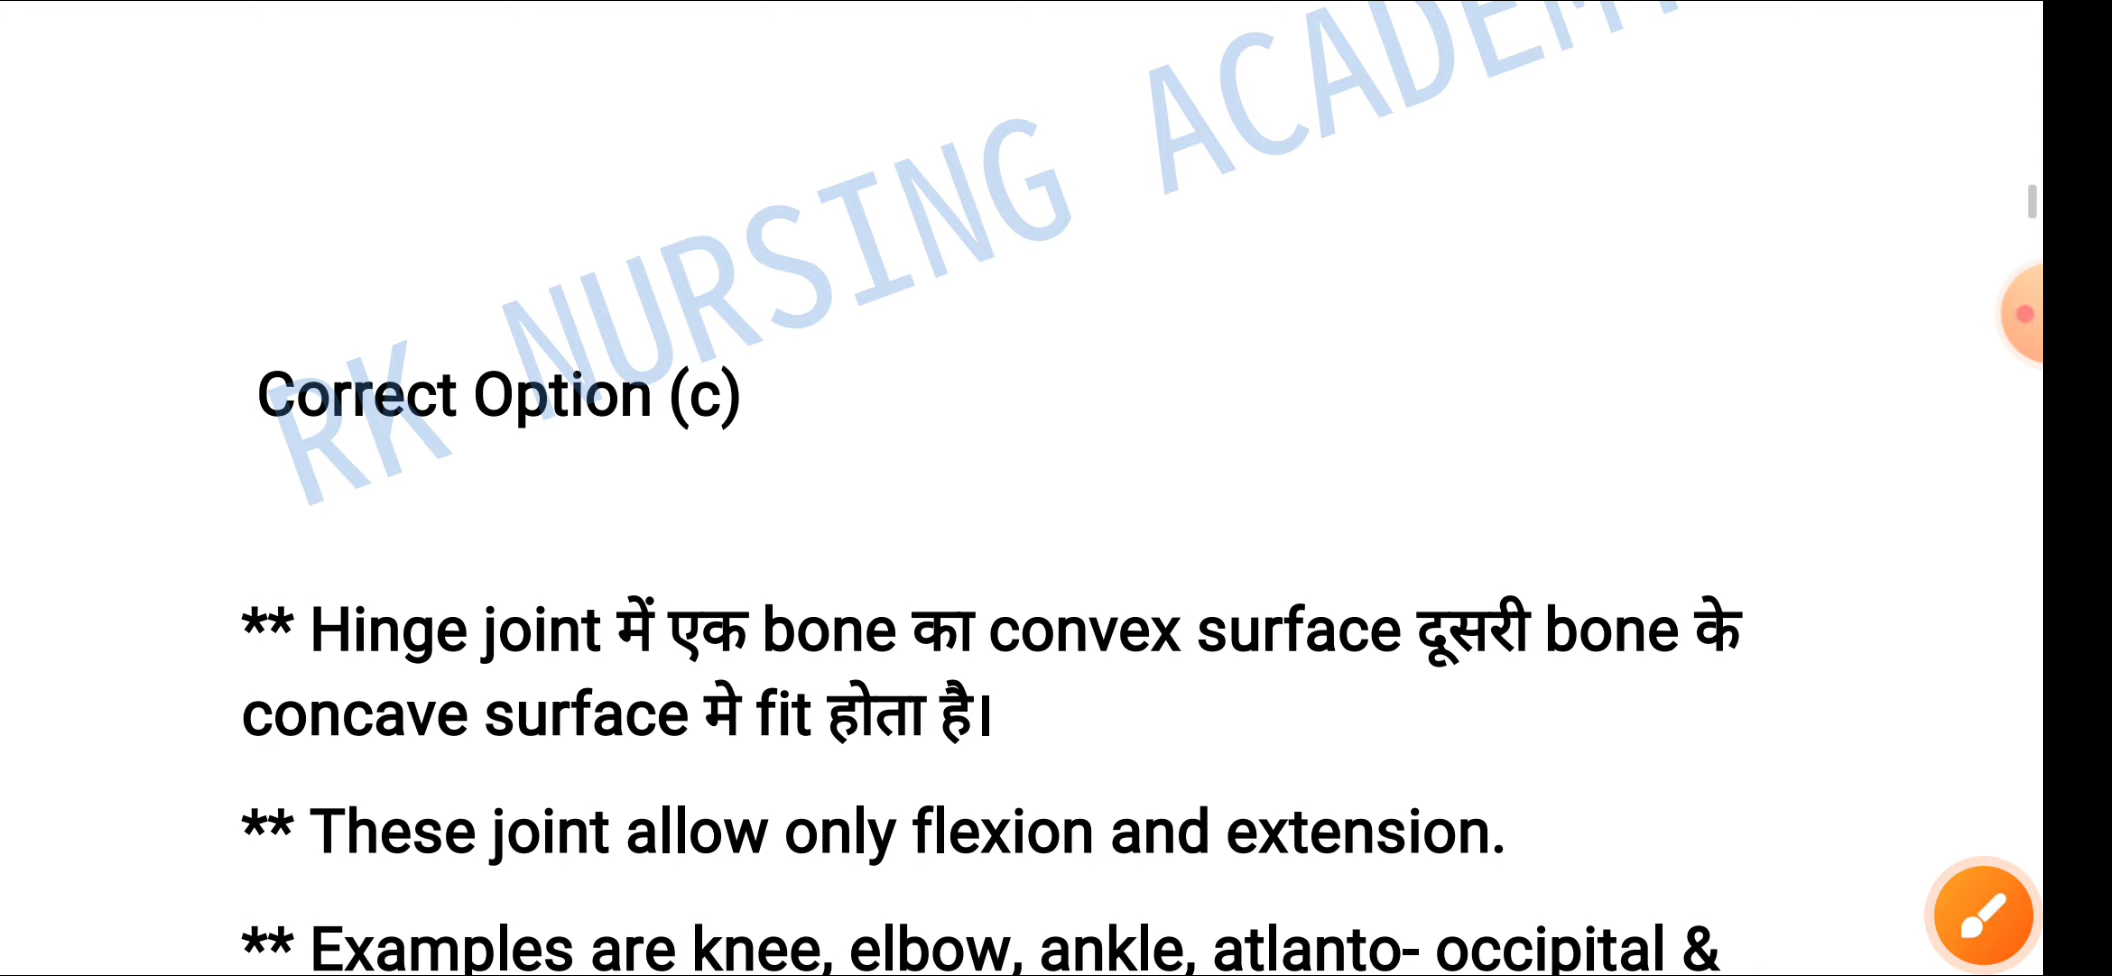 RK NURSING ACADEMY
Correct Option (c)
** Hinge joint में एक bone का convex surface दूसरी bone के
concave surface मे fit होता है।
** These joint allow only flexion and extension.
** Examples are knee, elbow, ankle, atlanto- occipital &